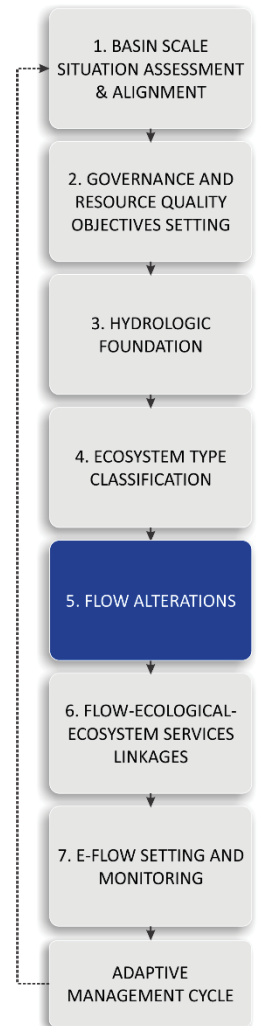 1. BASIN SCALE
SITUATION ASSESSMENT
& ALIGNMENT
2. GOVERNANCE AND
RESOURCE QUALITY
OBJECTIVES SETTING
3. HYDROLOGIC
FOUNDATION
4. ECOSYSTEM TYPE
CLASSIFICATION
5. FLOW ALTERATIONS
6. FLOW-ECOLOGICAL-
ECOSYSTEM SERVICES
LINKAGES
7. E-FLOW SETTING AND
MONITORING
ADAPTIVE
MANAGEMENT CYCLE